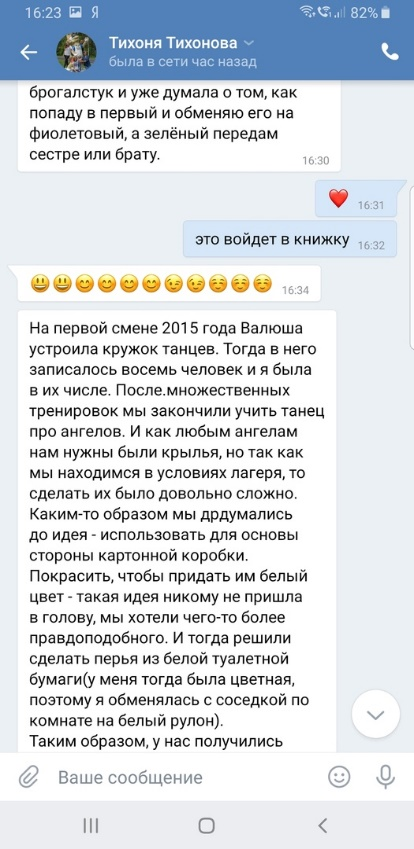 16:23 Я 82%
Тихоня Тихонова
была в сети час назад
брогалстук и уже думала о том, как
попаду в первый и обменяю его на
фиолетовый, а зелёный передам
сестре или брату.
16:30
16:31
это войдет в книжку 16:32
16:34
На первой смене 2015 года Валюша
устроила кружок танцев. Тогда в него
записалось восемь человек и я была
в их числе. После.множественных
тренировок мы закончили учить танец
про ангелов. И как любым ангелам
нам нужны были крылья, но так как
мы находимся в условиях лагеря, то
сделать их было довольно сложно.
Каким-то образом мы дрдумались
до идея - использовать для основы
стороны картонной коробки.
Покрасить, чтобы придать им белый
цвет - такая идея никому не пришла
в голову, мы хотели чего-то более
правдоподобного. И тогда решили
сделать перья из белой туалетной
бумаги(у меня тогда была цветная,
поэтому я обменялась с соседкой по
комнате на белый рулон).
Таким образом, у нас получились
Ваше сообщение